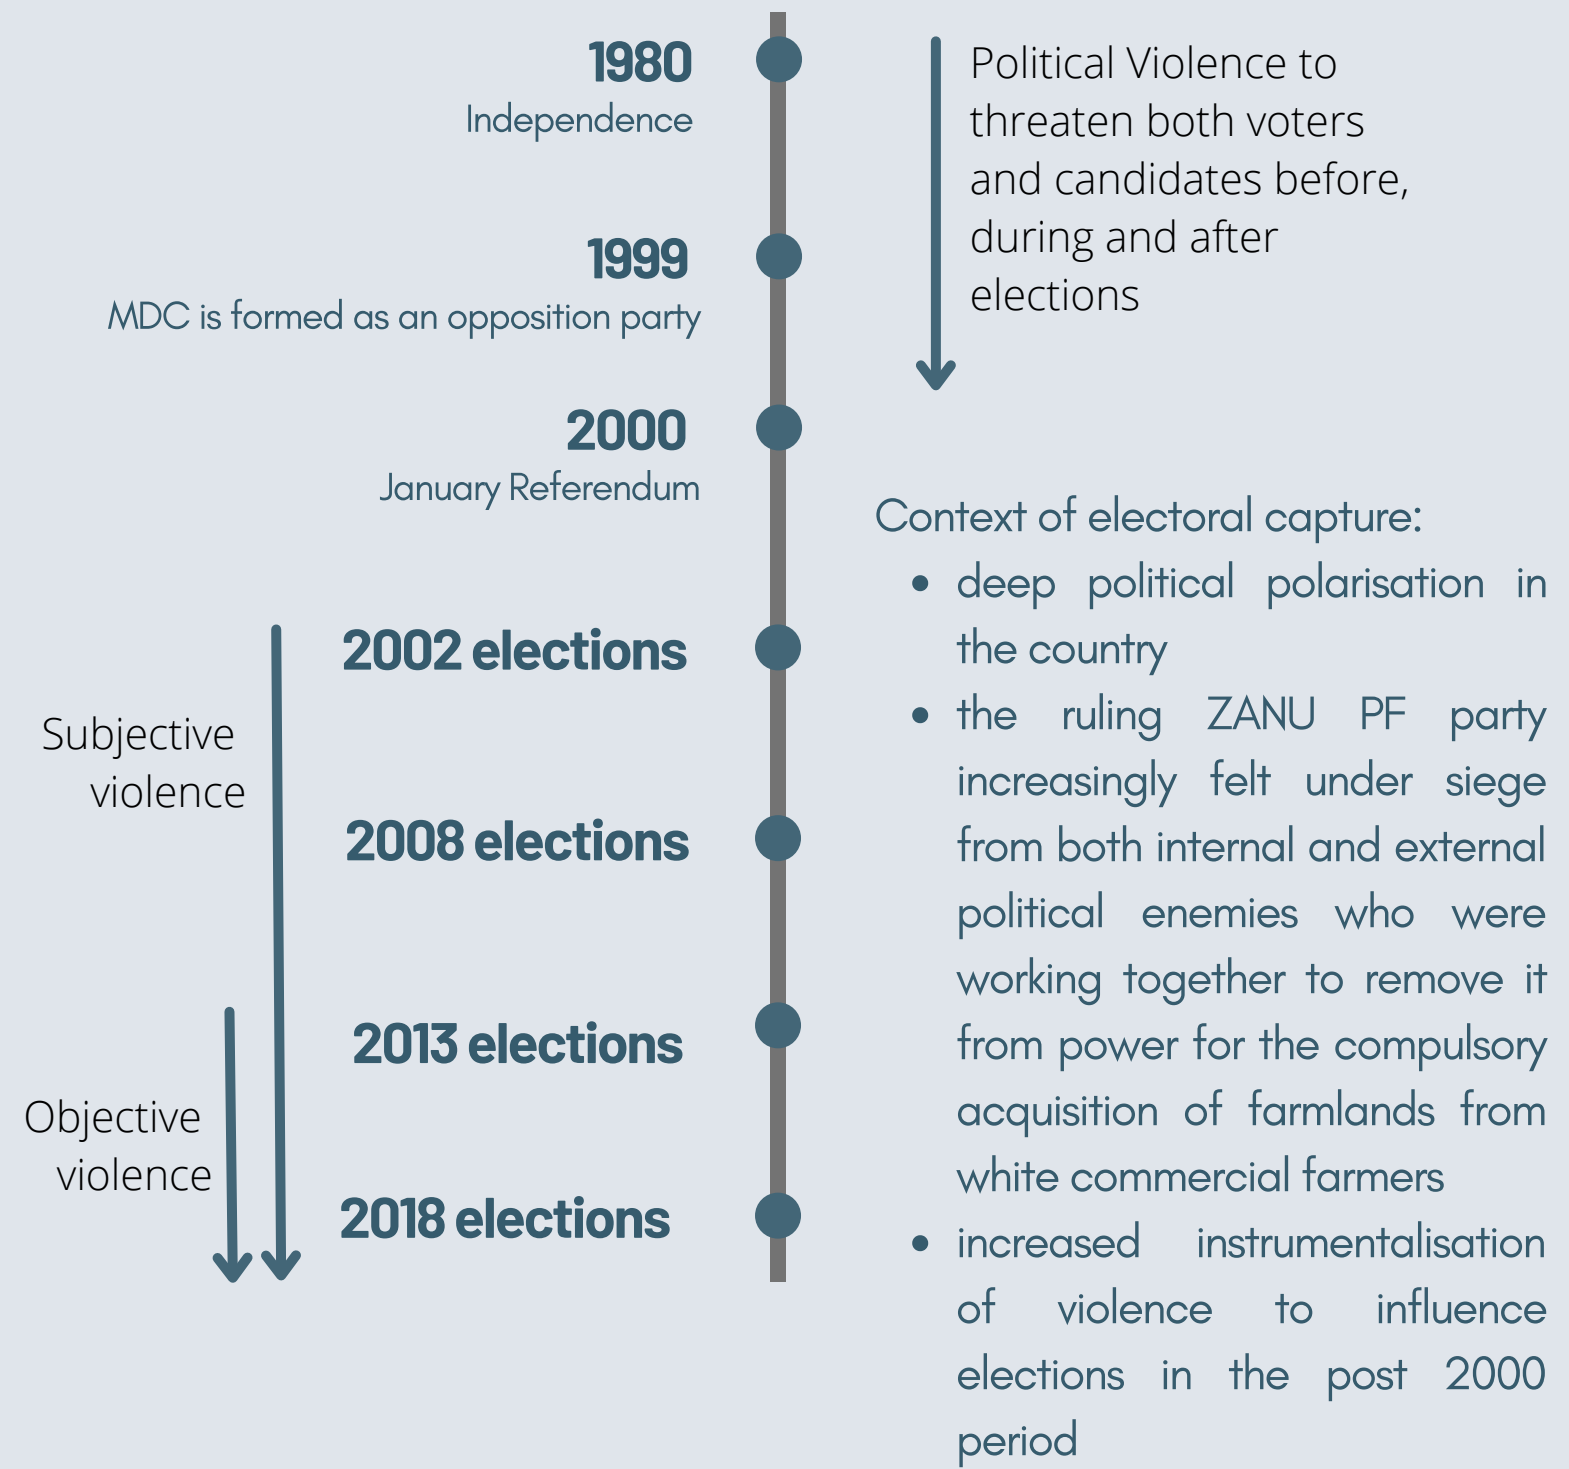 1980
Independence
1999
MDC is formed as an opposition party
2000
January Referendum
2002 elections
2008 elections
2013 elections
2018 elections
Subjective
violence
Objective
violence
Political Violence to
threaten both voters
and candidates before,
during and after
elections
Context of electoral capture:
• deep political polarisation in
the country
• the ruling ZANU PF party
increasingly felt under siege
from both internal and external
political enemies who were
working together to remove it
from power for the compulsory
acquisition of farmlands from
white commercial farmers
• increased instrumentalisation
of violence to influence
elections in the post 2000
period